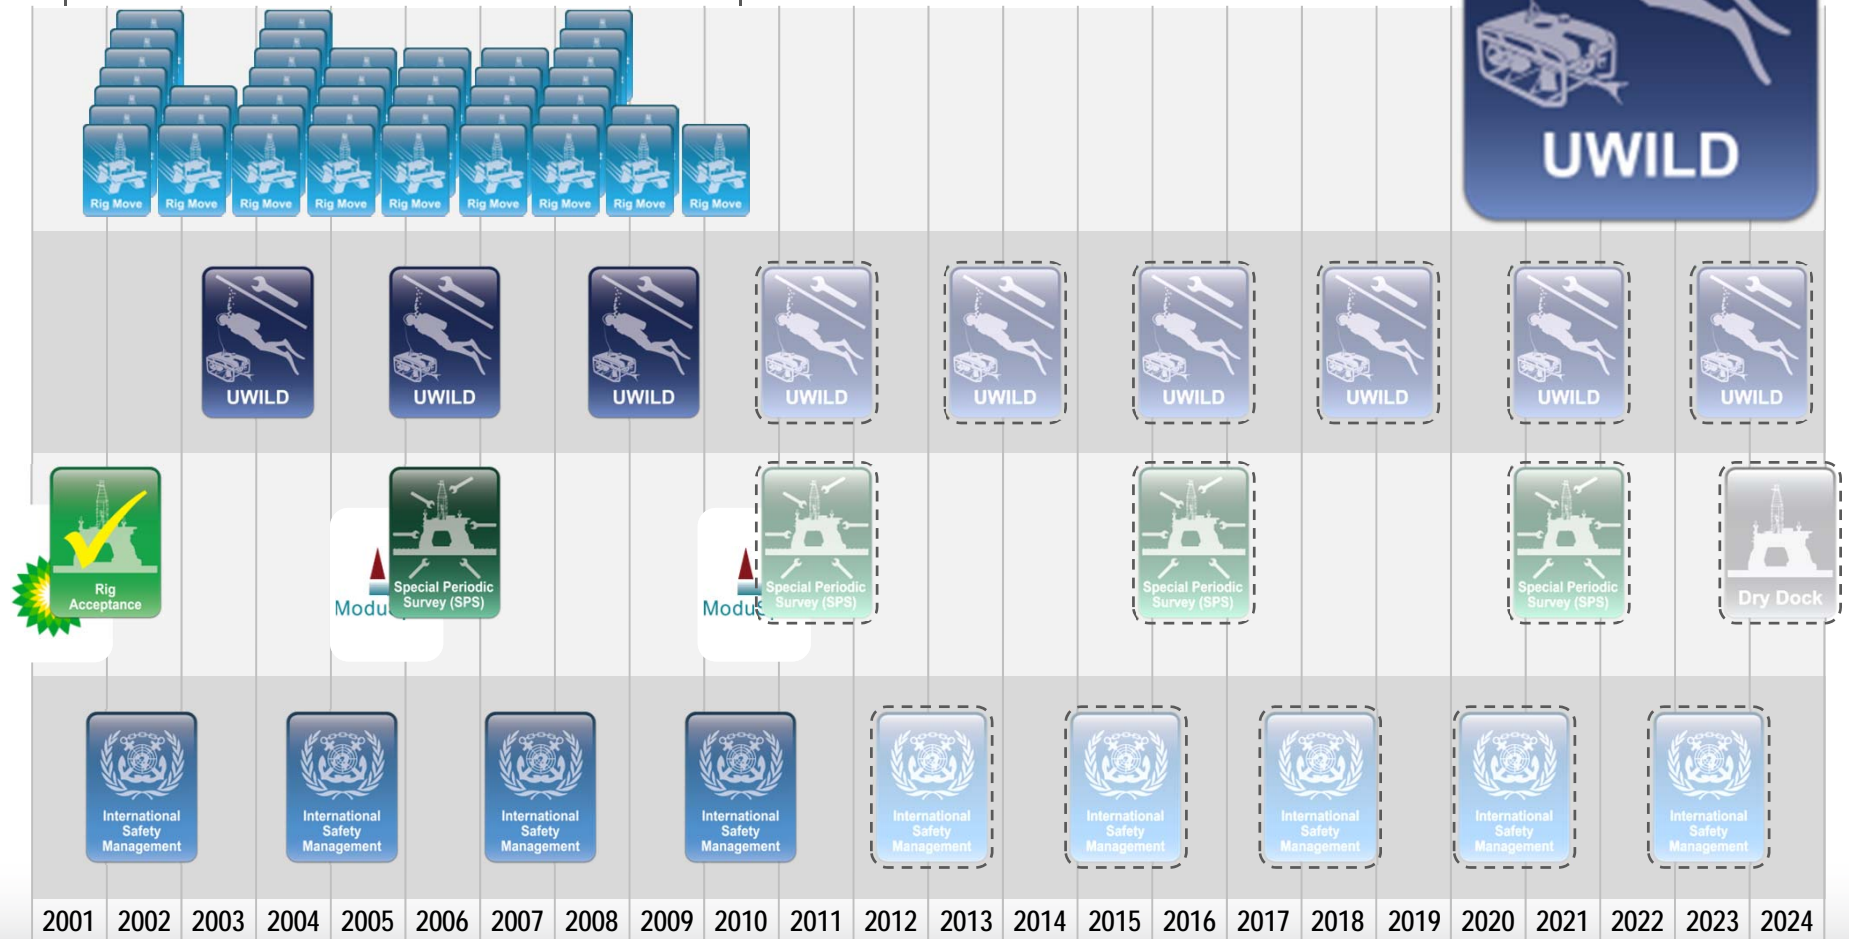 UWILD
Rig Move Rig Move Rig Move Rig Move Rig Move Rig Move Rig Move Rig Move Rig Move
UWILD UWILD UWILD UWILD UWILD UWILD UWILD UWILD UWILD
Rig
Acceptance
Modu
Special Periodic
Survey (SPS)
Modu
Special Periodic
Survey (SPS)
Special Periodic
Survey (SPS)
Special Periodic
Survey (SPS)
Dry Dock
International
Safety
Management
International
Safety
Management
International
Safety
Management
International
Safety
Management
International
Safety
Management
International
Safety
Management
International
Safety
Management
International
Safety
Management
International
Safety
Management
2001 2002 2003 2004 2005 2006 2007 2008 2009 2010 2011 2012 2013 2014 2015 2016 2017 2018 2019 2020 2021 2022 2023 2024